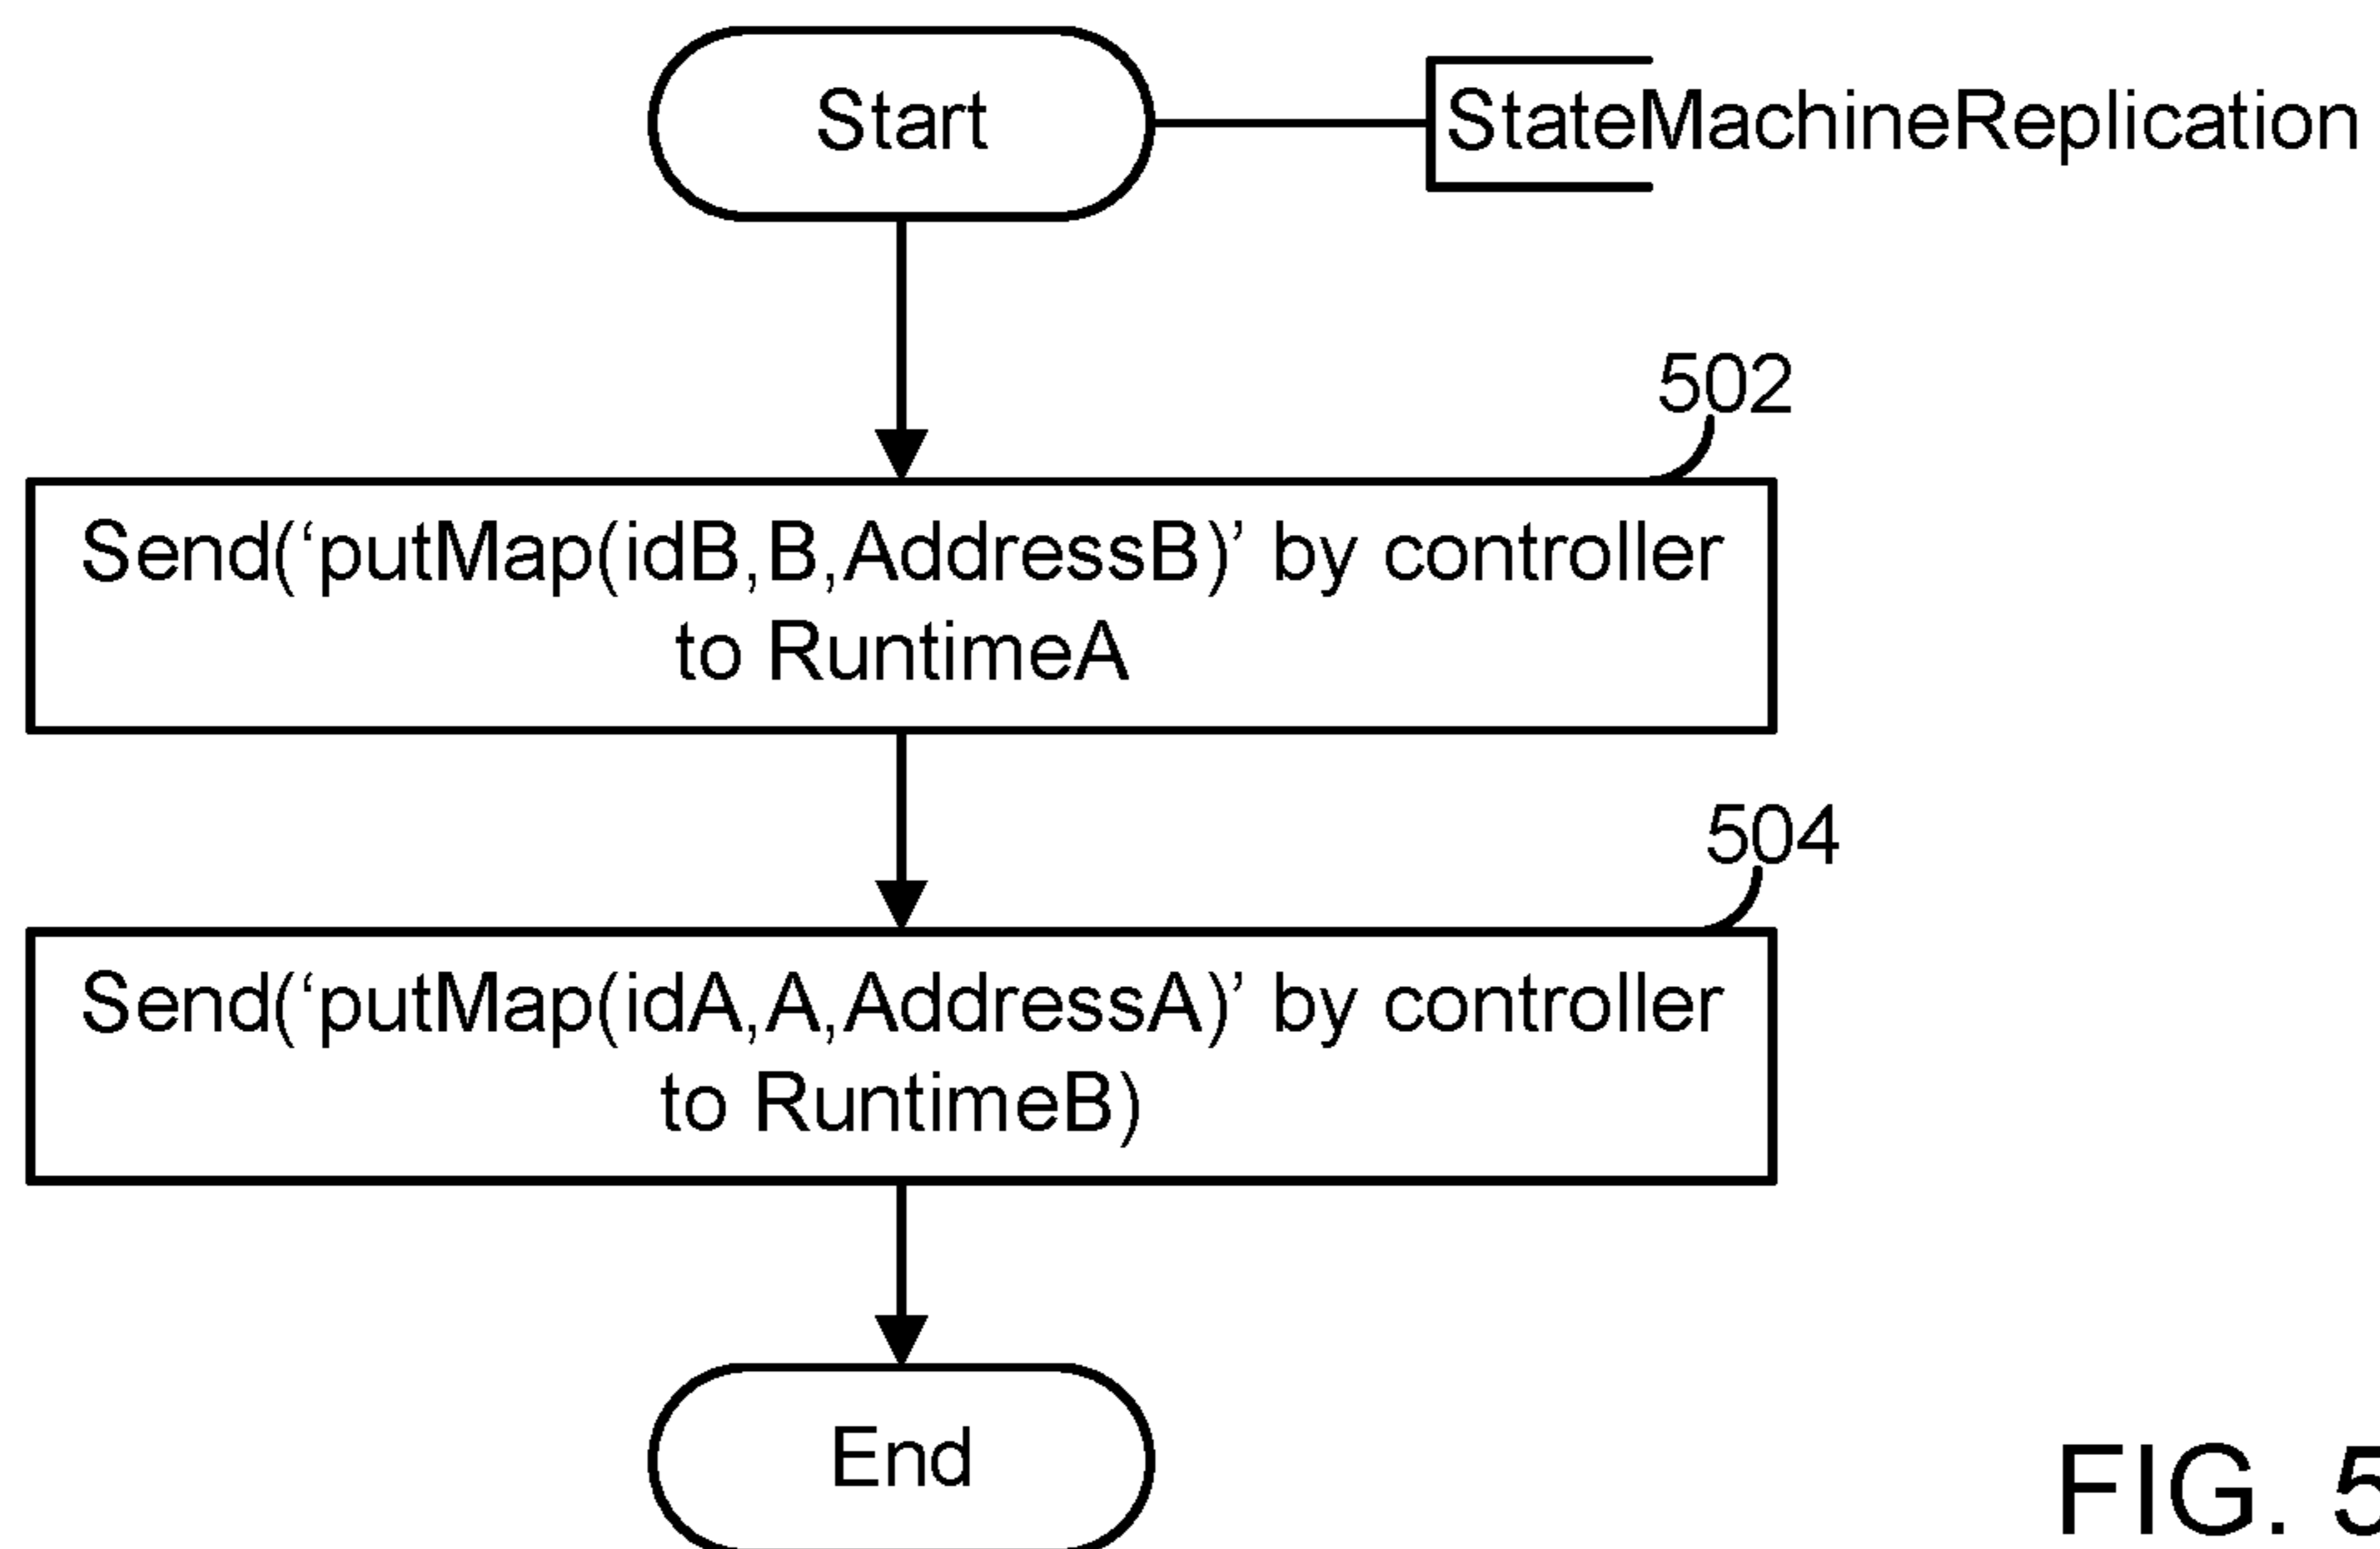 Start
StateMachineReplication
502
Send(‘putMap(idB,B,AddressB)’ by controller
to RuntimeA
504
Send(‘putMap(idA,A,AddressA)’ by controller
to RuntimeB)
End
FIG. 5